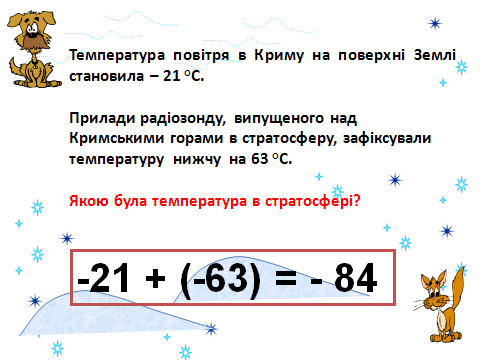 Температура повітря в Криму на поверхні Землі
становила – 21 °С.
Прилади радіозонду, випущеного над
Кримськими горами в стратосферу, зафіксували
температуру нижчу на 63 °С.
Якою була температура в стратосфері?
-21 + (-63) = - 84